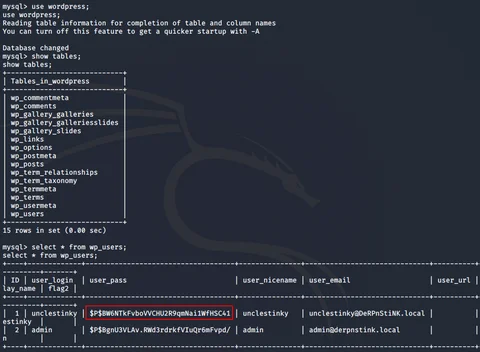 mysql> use wordpress;
use wordpress;
Reading table information for completion of table and column names
You can turn off this feature to get a quicker startup with -A
Database changed
mysql> show tables;
show tables;
+----------------------------+
| Tables_in_wordpress |
+----------------------------+
| wp_commentmeta |
| wp_comments |
| wp_gallery_galleries |
| wp_gallery_galleriesslides |
| wp_gallery_slides |
| wp_links |
| wp_options |
| wp_postmeta |
| wp_posts |
| wp_term_relationships |
| wp_term_taxonomy |
| wp_termmeta |
| wp_terms |
| wp_usermeta |
| wp_users |
+----------------------------+
15 rows in set (0.00 sec)
mysql> select * from wp_users;
select * from wp_users;
| ID | user_login | user_pass | user_nicename | user_email | user_url |
lay_name | flag2 |
| 1 | unclestinky | $P$BW6NTkFvboVVCHU2R9qmNai1WfHSC41 | unclestinky | unclestinky@DeRPnStiNK.local |
estinky | |
| 2 | admin | $P$BgnU3VLAv.RWd3rdrkfVIuQr6mFvpd/ | admin | admin@derpnstink.local |
n | |